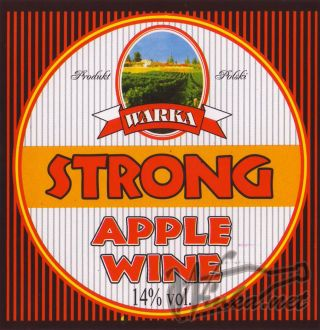 Produkt Polski
WARKA
STRONG
APPLE
WINE
14% vol.